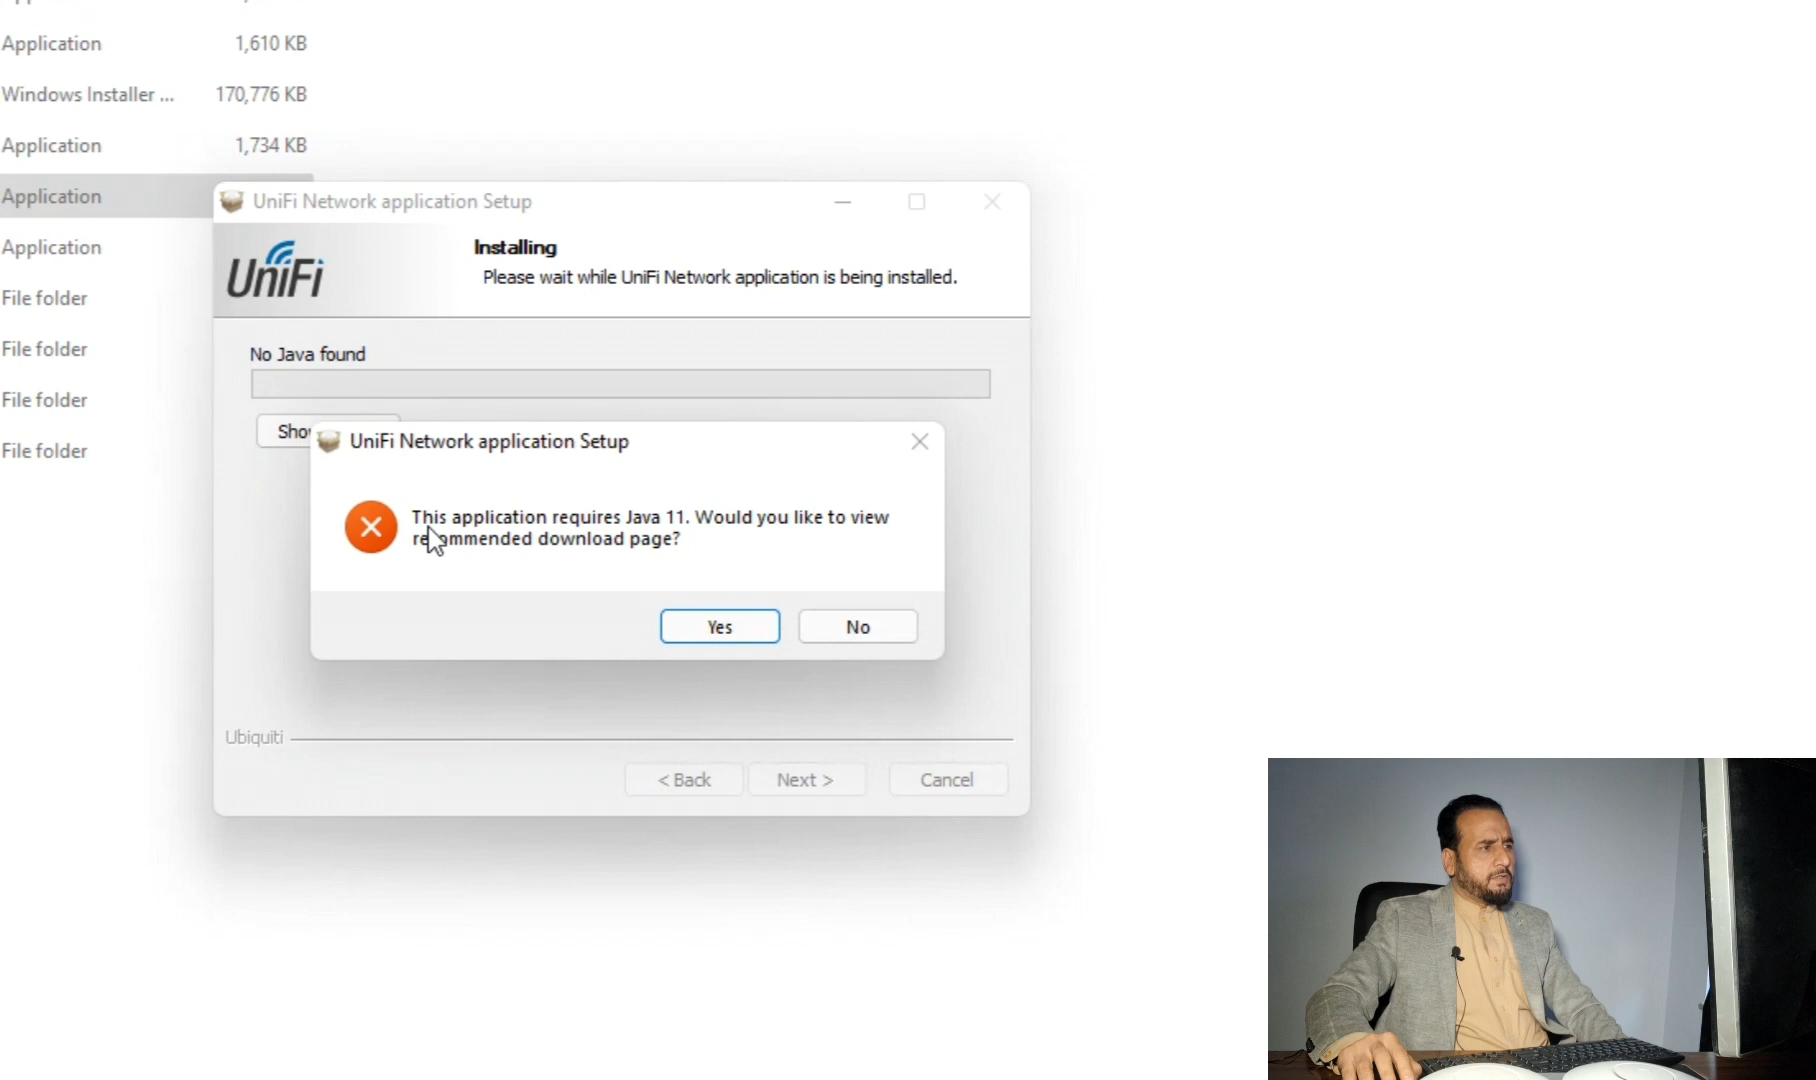 Application 1,610 KB
Windows Installer ... 170,776 KB
Application 1,734 KB
Application
Application
File folder
File folder
File folder
File folder
UniFi Network application Setup
UniFi
Installing
Please wait while UniFi Network application is being installed.
No Java found
Sho
UniFi Network application Setup
This application requires Java 11. Would you like to view
recommended download page?
Yes No
Ubiquiti
< Back Next > Cancel